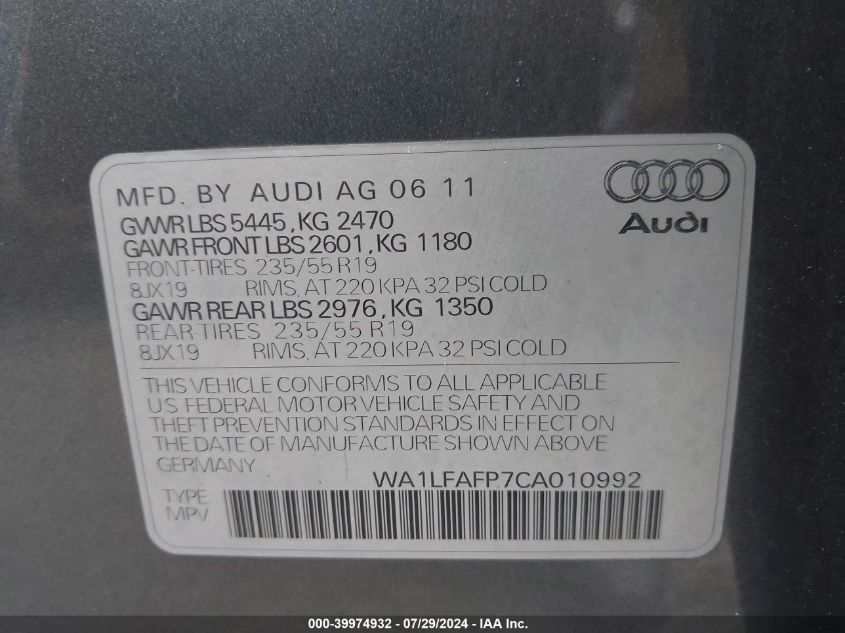 MFD. BY AUDI AG 06 11
Audi
GVWR LBS 5445, KG 2470
GAWR FRONT LBS 2601, KG 1180
FRONT-TIRES 235/55 R19
8JX19 RIMS, AT 220 KPA 32 PSI COLD
GAWR REAR LBS 2976, KG 1350
REAR-TIRES 235/55 R19
8JX19 RIMS, AT 220 KPA 32 PSI COLD
THIS VEHICLE CONFORMS TO ALL APPLICABLE
US FEDERAL MOTOR VEHICLE SAFETY AND
THEFT PREVENTION STANDARDS IN EFFECT ON
THE DATE OF MANUFACTURE SHOWN ABOVE.
GERMANY
WA1LFAFP7CA010992
TYPE
MPV
000-39974932 - 07/29/2024 - IAA Inc.